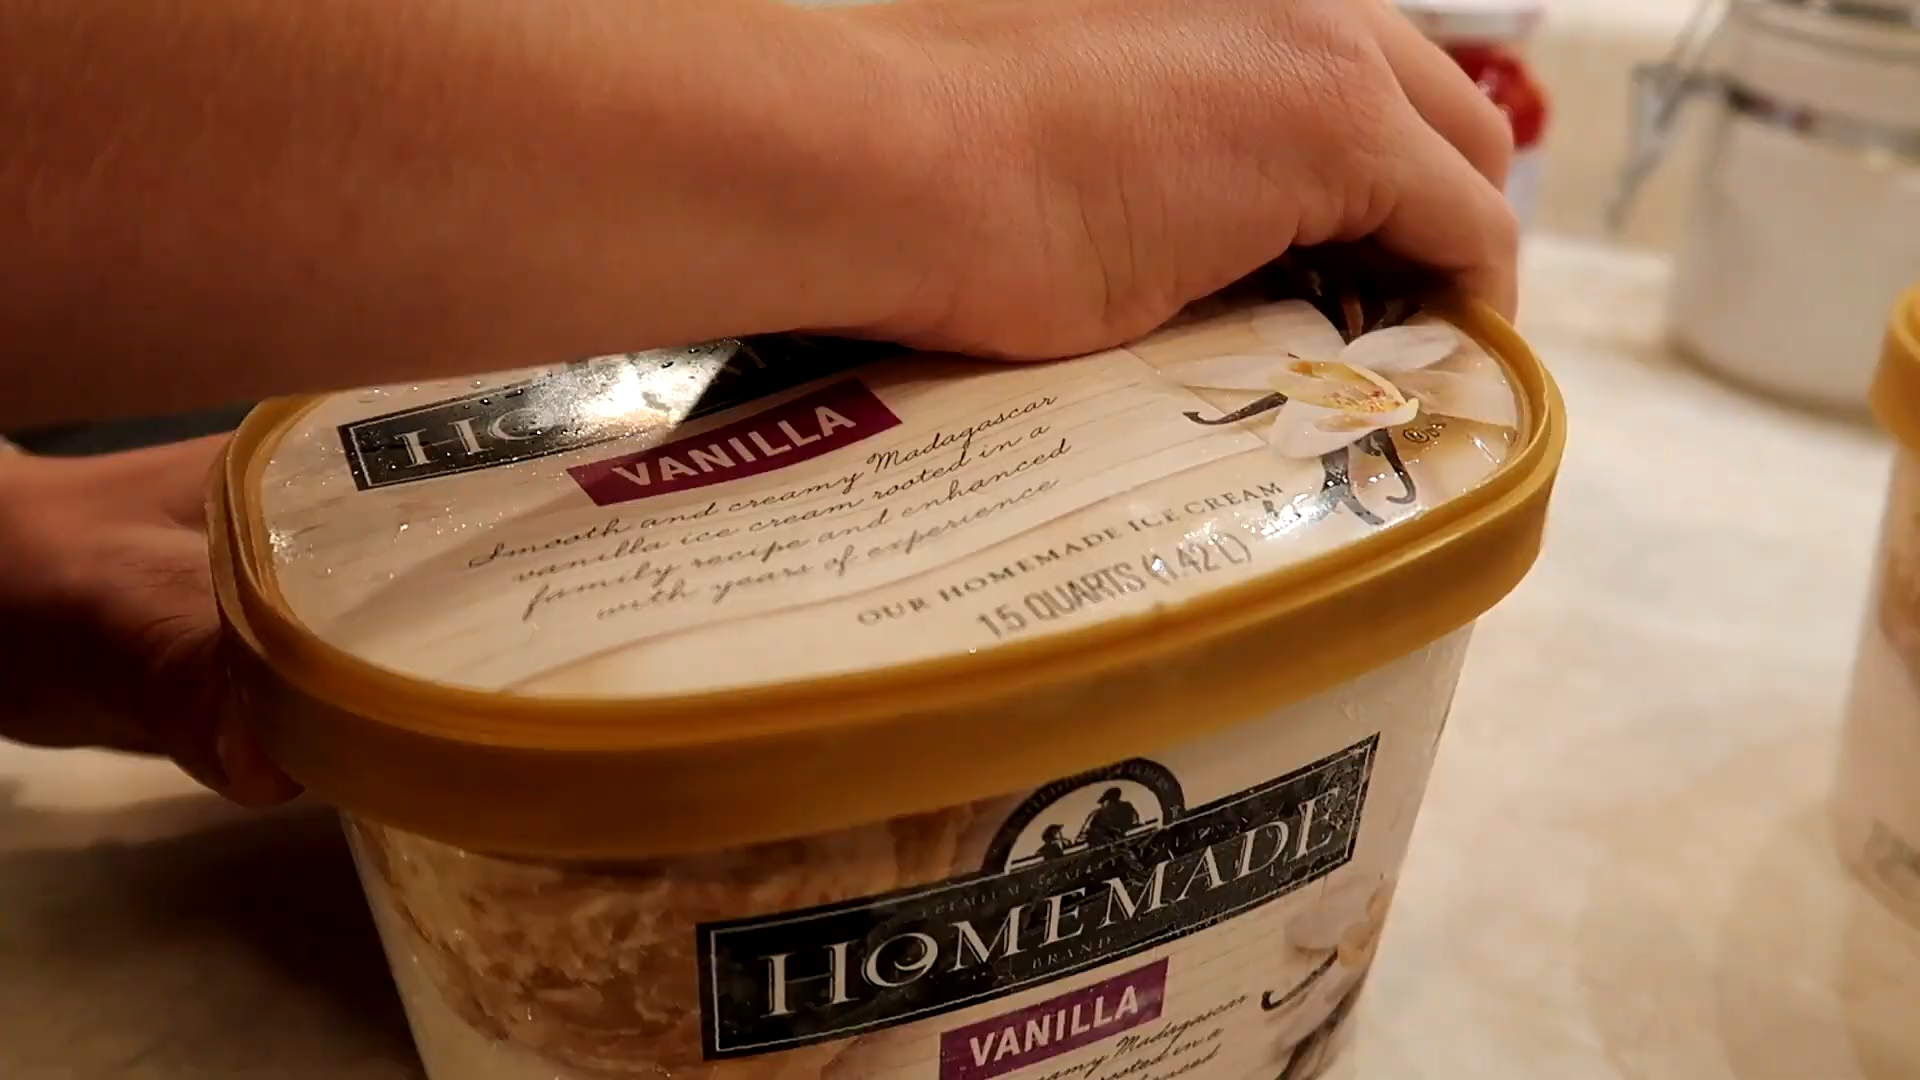 HO
VANILLA
Smooth and creamy Madagascar
vanilla ice cream rooted in a
family recipe and enhanced
with years of experience
OUR HOMEMADE ICE CREAM
1.5 QUARTS (1.42 L)
HOMEMADE
BRAND
VANILLA
creamy Madagascar
rooted in a